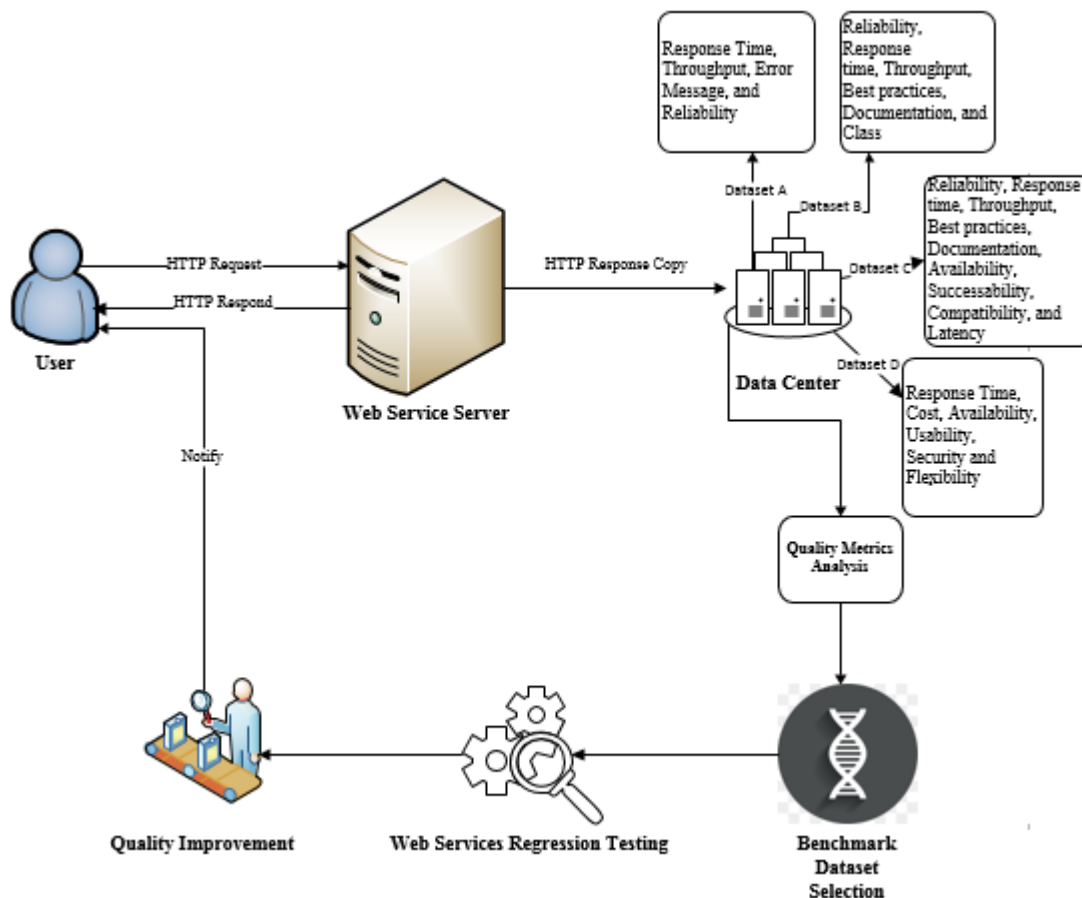 Response Time,
Throughput, Error
Message, and
Reliability
Reliability,
Response
time, Throughput,
Best practices,
Documentation, and
Class
Dataset A
Dataset B
Reliability, Response
time, Throughput,
Best practices,
Documentation,
Availability,
Successability,
Compatibility, and
Latency
Dataset C
HTTP Request
HTTP Response Copy
HTTP Respond
User
Web Service Server
Data Center
Dataset D
Response Time,
Cost, Availability,
Usability,
Security and
Flexibility
Notify
Quality Metrics
Analysis
Quality Improvement
Web Services Regression Testing
Benchmark
Dataset
Selection